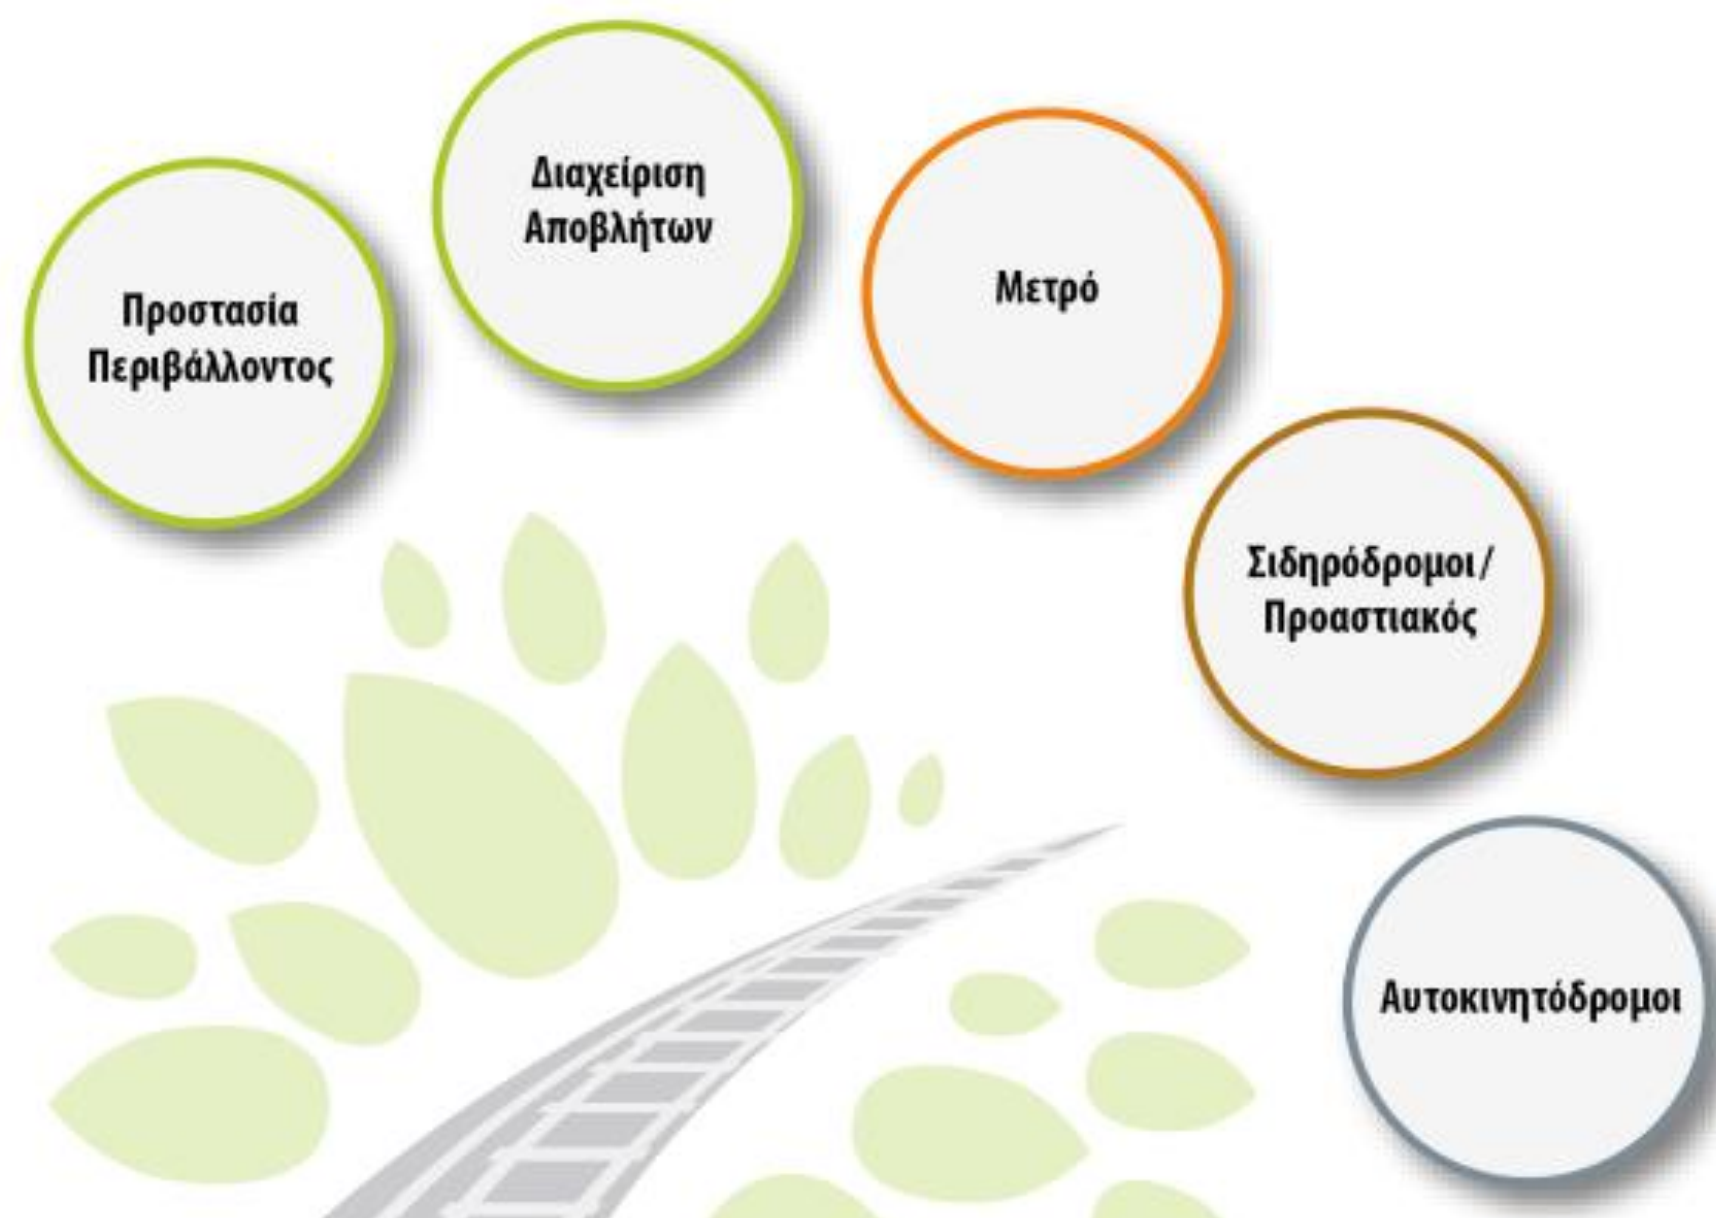 Προστασία
Περιβάλλοντος
Διαχείριση
Αποβλήτων
Μετρό
Σιδηρόδρομοι/
Προαστιακός
Αυτοκινητόδρομοι